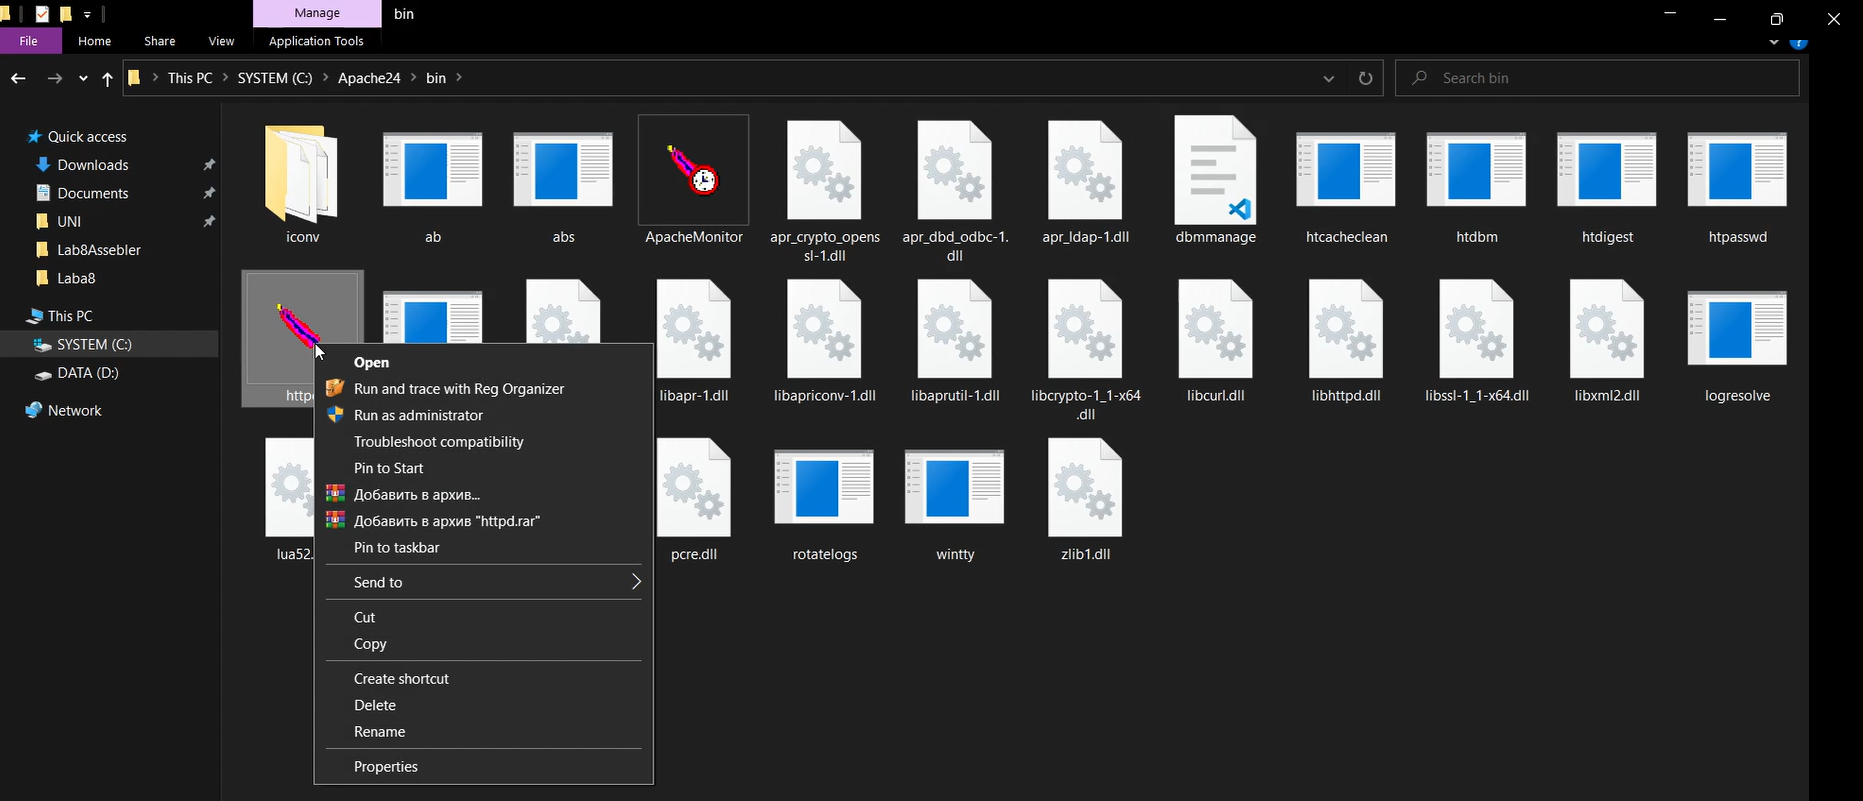 Manage
bin
File
Home
Share
View
Application Tools
This PC
SYSTEM (C:)
Apache24
bin
Search bin
Quick access
Downloads
Documents
UNI
Lab8Assebler
Laba8
This PC
SYSTEM (C:)
DATA (D:)
Network
iconv
ab
abs
ApacheMonitor
apr_crypto_opens
sl-1.dll
apr_dbd_odbc-1.
dll
apr_ldap-1.dll
dbmmanage
htcacheclean
htdbm
htdigest
htpasswd
libapr-1.dll
libapriconv-1.dll
libaprutil-1.dll
libcrypto-1_1-x64
.dll
libcurl.dll
libhttpd.dll
libssl-1_1-x64.dll
libxml2.dll
logresolve
lua52.
pcre.dll
rotatelogs
wintty
zlib1.dll
Open
Run and trace with Reg Organizer
Run as administrator
Troubleshoot compatibility
Pin to Start
Добавить в архив...
Добавить в архив "httpd.rar"
Pin to taskbar
Send to
Cut
Copy
Create shortcut
Delete
Rename
Properties